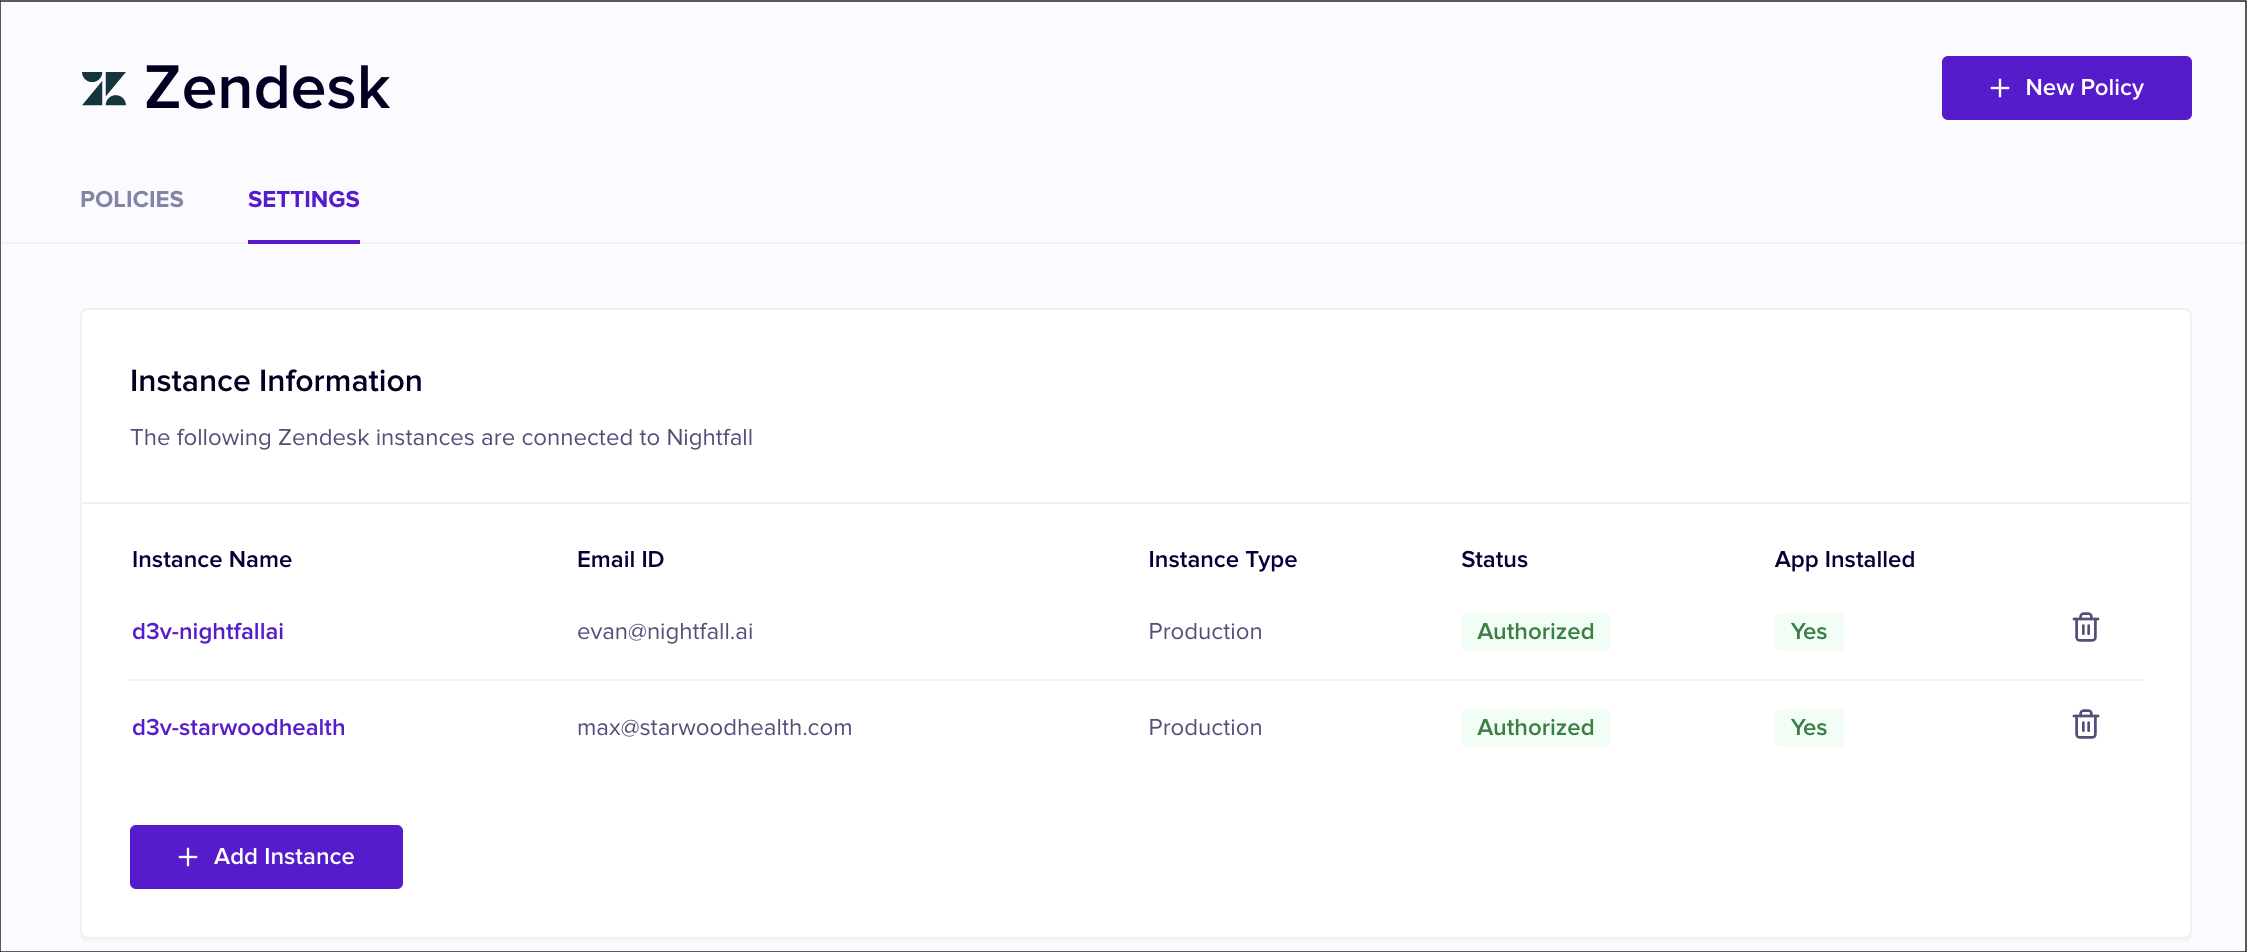 Zendesk
+ New Policy
POLICIES SETTINGS
Instance Information
The following Zendesk instances are connected to Nightfall
Instance Name Email ID Instance Type Status App Installed
d3v-nightfallai evan@nightfall.ai Production Authorized Yes
d3v-starwoodhealth max@starwoodhealth.com Production Authorized Yes
+ Add Instance